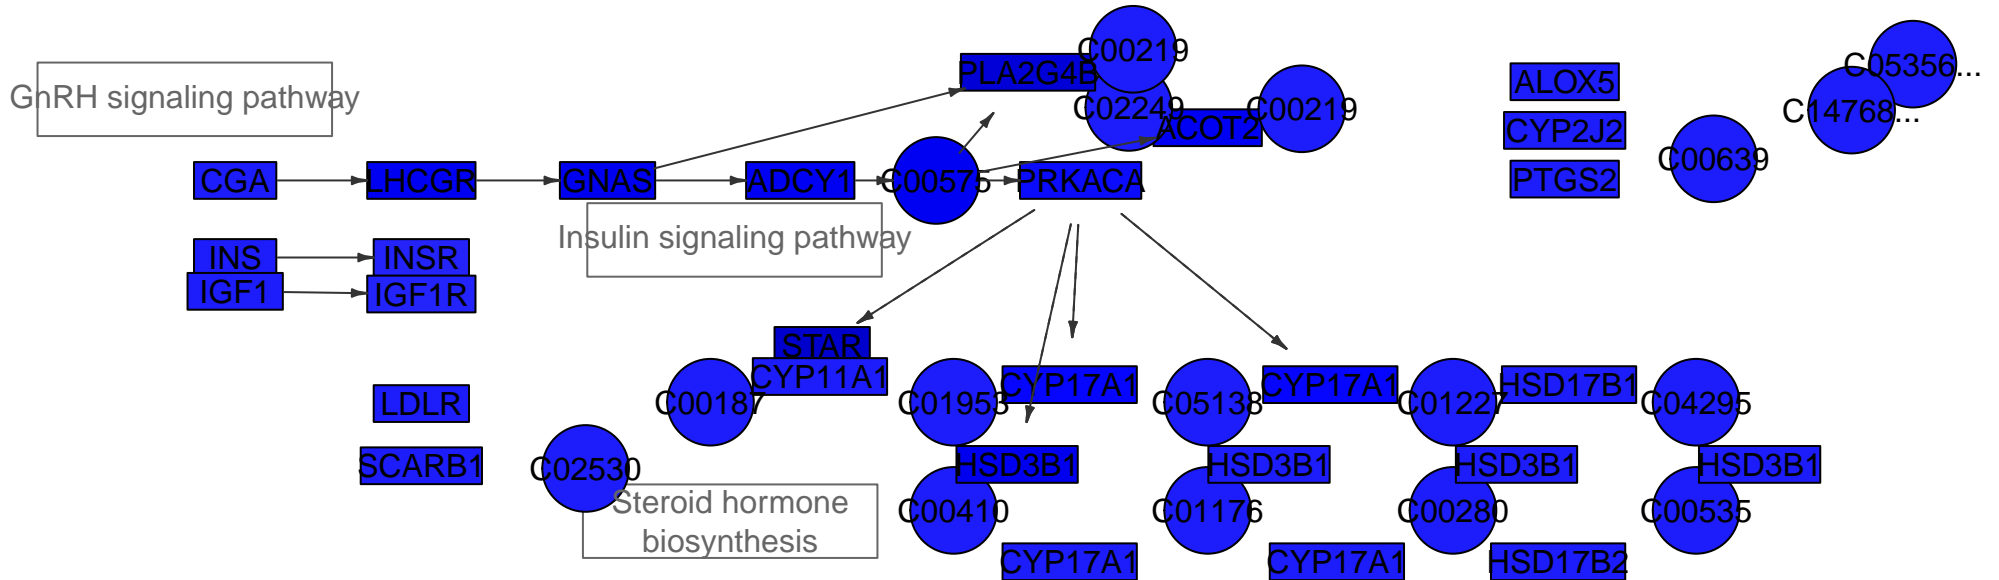 C00219
C05356...
PLA2G4B
ALOX5
GnRH signaling pathway
C02249
C00219
C14768...
ACOT2
CYP2J2
C00639
CGA
LHCGR
GNAS
ADCY1
C00575
PRKACA
PTGS2
Insulin signaling pathway
INS
INSR
IGF1
IGF1R
STAR
CYP11A1
CYP17A1
CYP17A1
HSD17B1
LDLR
C00187
C01953
C05138
C01227
C04295
SCARB1
C02530
HSD3B1
HSD3B1
HSD3B1
HSD3B1
Steroid hormone
biosynthesis
C00410
C01176
C00280
C00535
CYP17A1
CYP17A1
HSD17B2